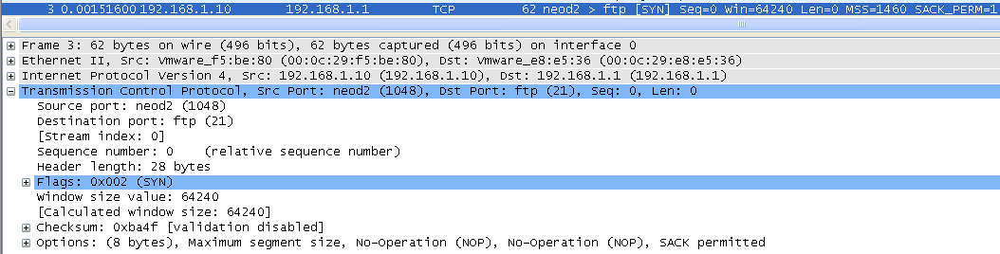 3 0.00151600 192.168.1.10 192.168.1.1 TCP 62 neod2 > ftp [SYN] Seq=0 Win=64240 Len=0 MSS=1460 SACK_PERM=1
Frame 3: 62 bytes on wire (496 bits), 62 bytes captured (496 bits) on interface 0
Ethernet II, Src: Vmware_f5:be:80 (00:0c:29:f5:be:80), Dst: Vmware_e8:e5:36 (00:0c:29:e8:e5:36)
Internet Protocol Version 4, Src: 192.168.1.10 (192.168.1.10), Dst: 192.168.1.1 (192.168.1.1)
Transmission Control Protocol, Src Port: neod2 (1048), Dst Port: ftp (21), Seq: 0, Len: 0
Source port: neod2 (1048)
Destination port: ftp (21)
[Stream index: 0]
Sequence number: 0 (relative sequence number)
Header length: 28 bytes
Flags: 0x002 (SYN)
Window size value: 64240
[Calculated window size: 64240]
Checksum: 0xba4f [validation disabled]
Options: (8 bytes), Maximum segment size, No-Operation (NOP), No-Operation (NOP), SACK permitted